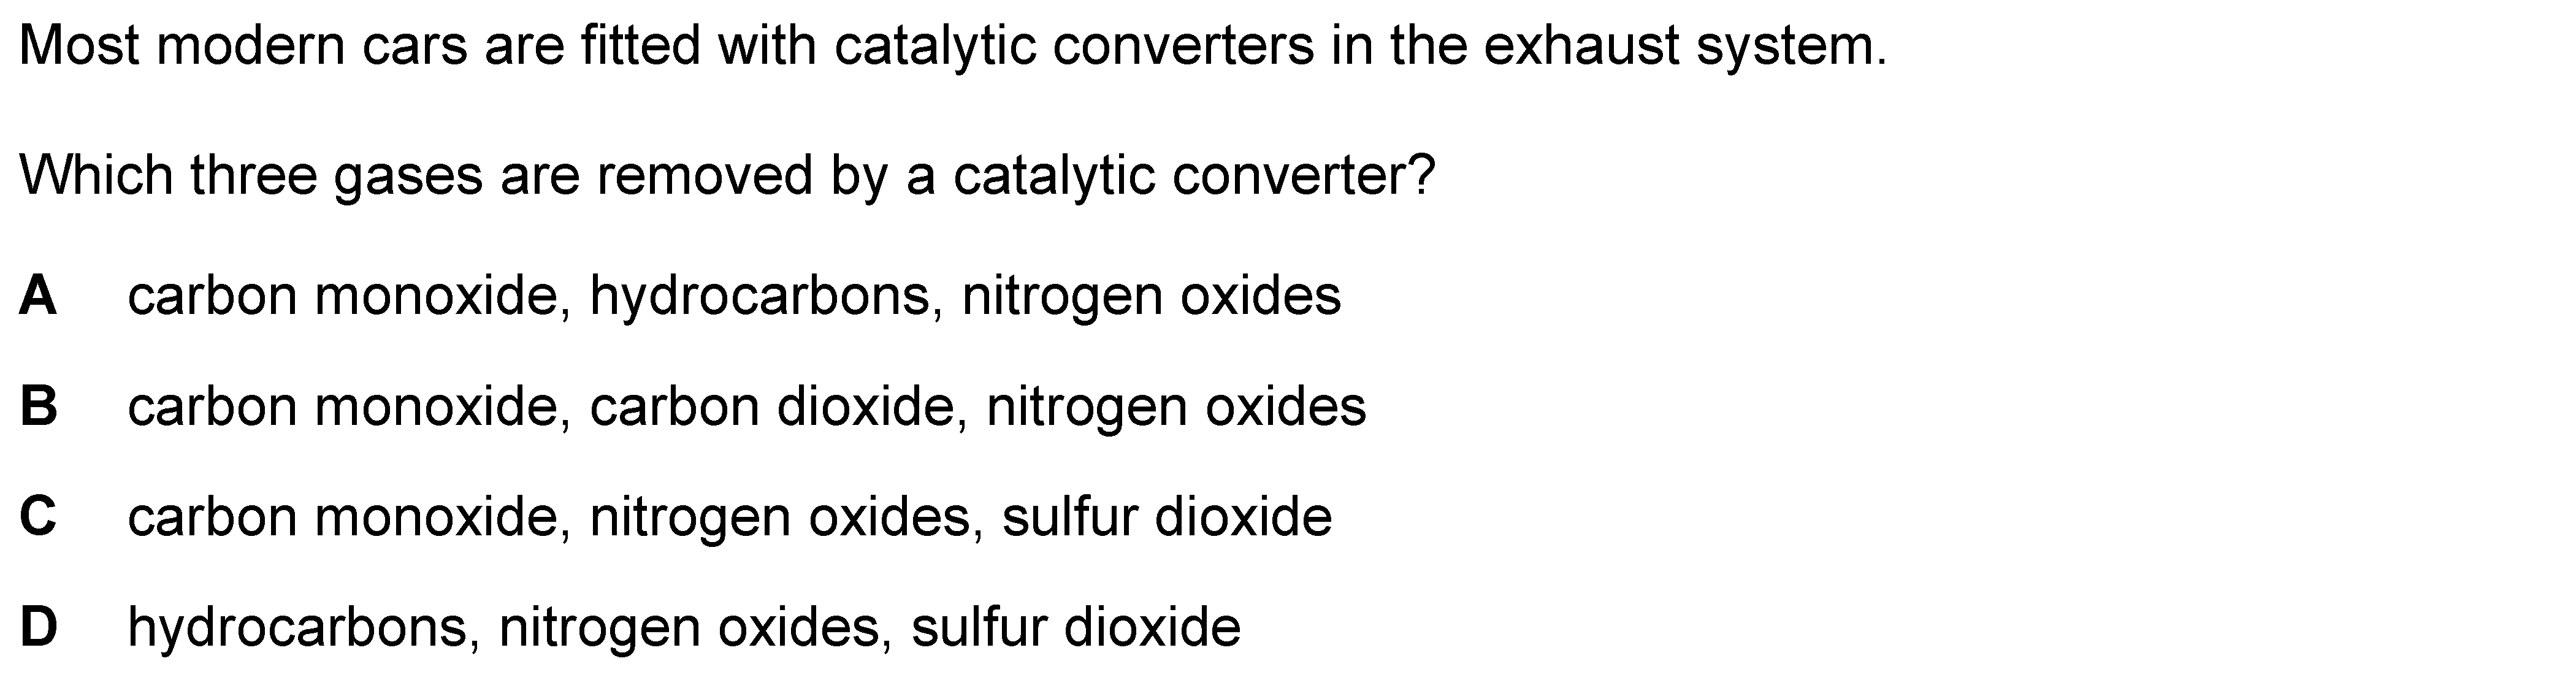 Most modern cars are fitted with catalytic converters in the exhaust system.
Which three gases are removed by a catalytic converter?
A carbon monoxide, hydrocarbons, nitrogen oxides
B carbon monoxide, carbon dioxide, nitrogen oxides
C carbon monoxide, nitrogen oxides, sulfur dioxide
D hydrocarbons, nitrogen oxides, sulfur dioxide